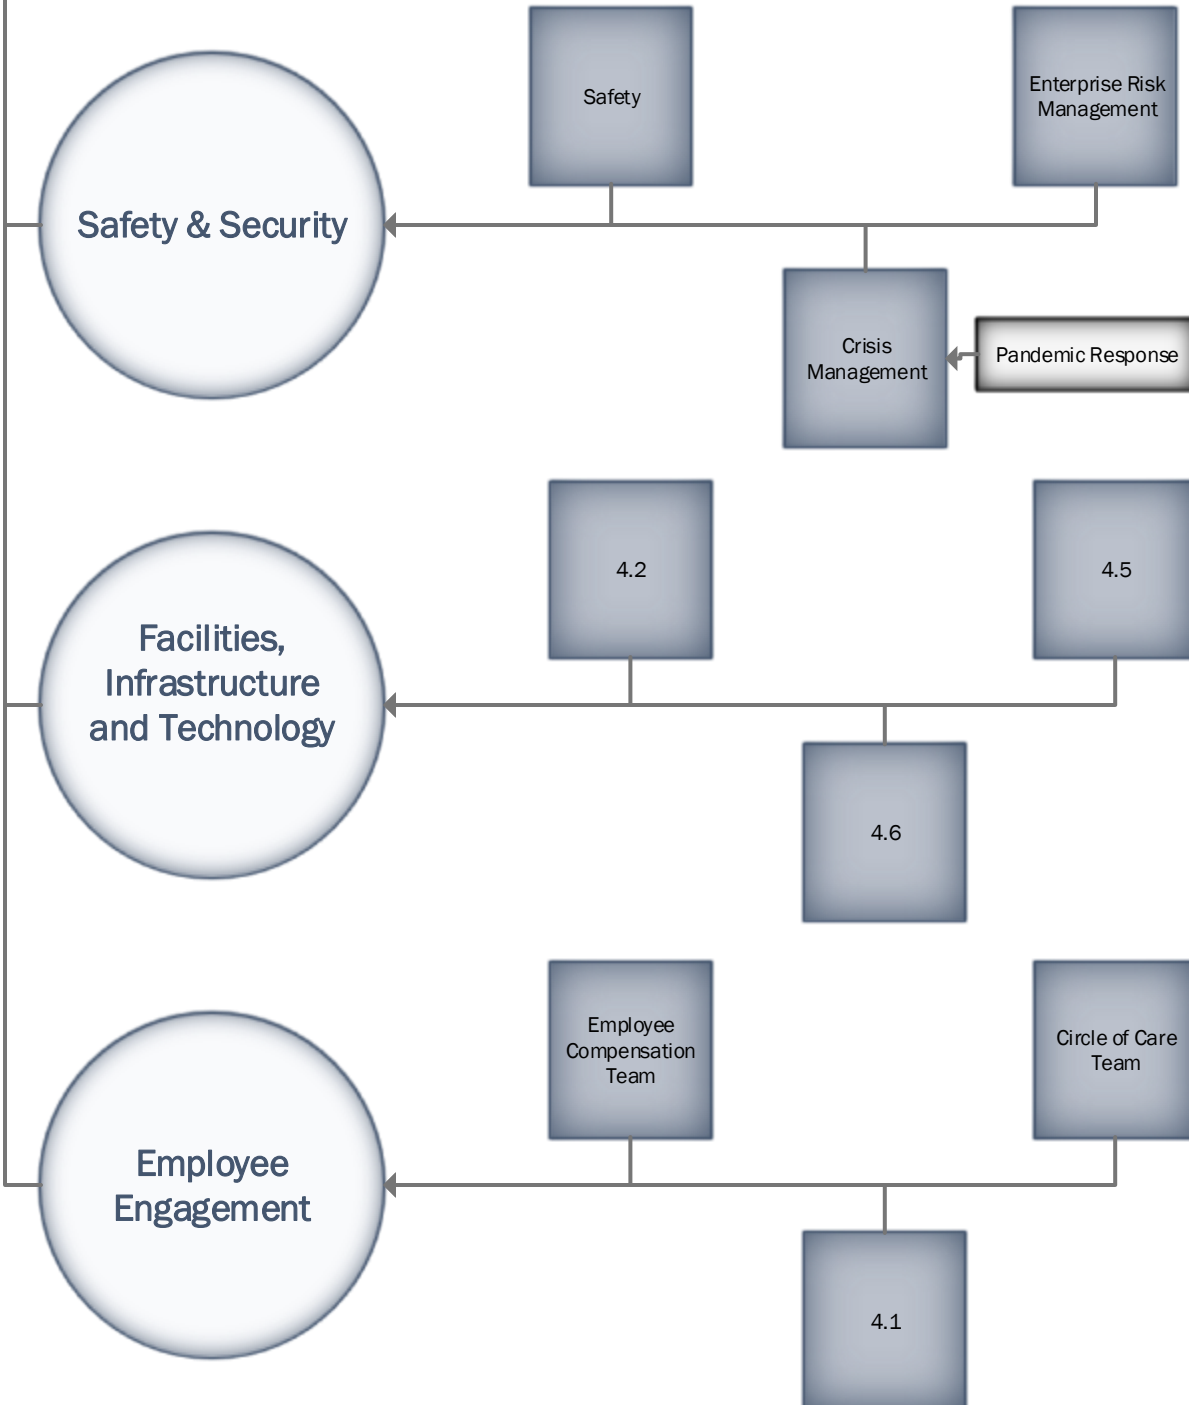 Safety
Enterprise Risk
Management
Safety & Security
Crisis
Management
Pandemic Response
4.2
4.5
Facilities,
Infrastructure
and Technology
4.6
Employee
Compensation
Team
Circle of Care
Team
Employee
Engagement
4.1